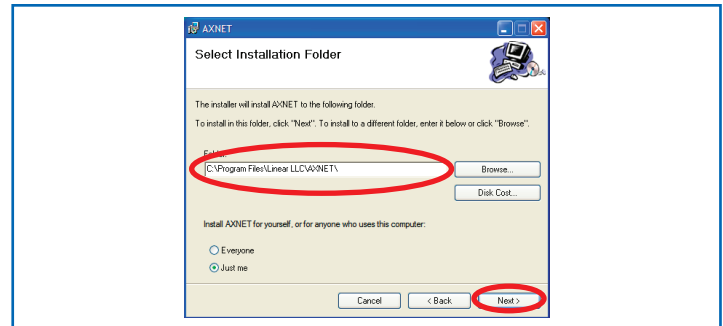 AXNET
Select Installation Folder
The installer will install AXNET to the following folder.
To install in this folder, click "Next". To install to a different folder, enter it below or click "Browse".
Folder:
C:\Program Files\Linear LLC\AXNET\
Browse...
Disk Cost...
Install AXNET for yourself, or for anyone who uses this computer:
Everyone
Just me
Cancel
< Back
Next >